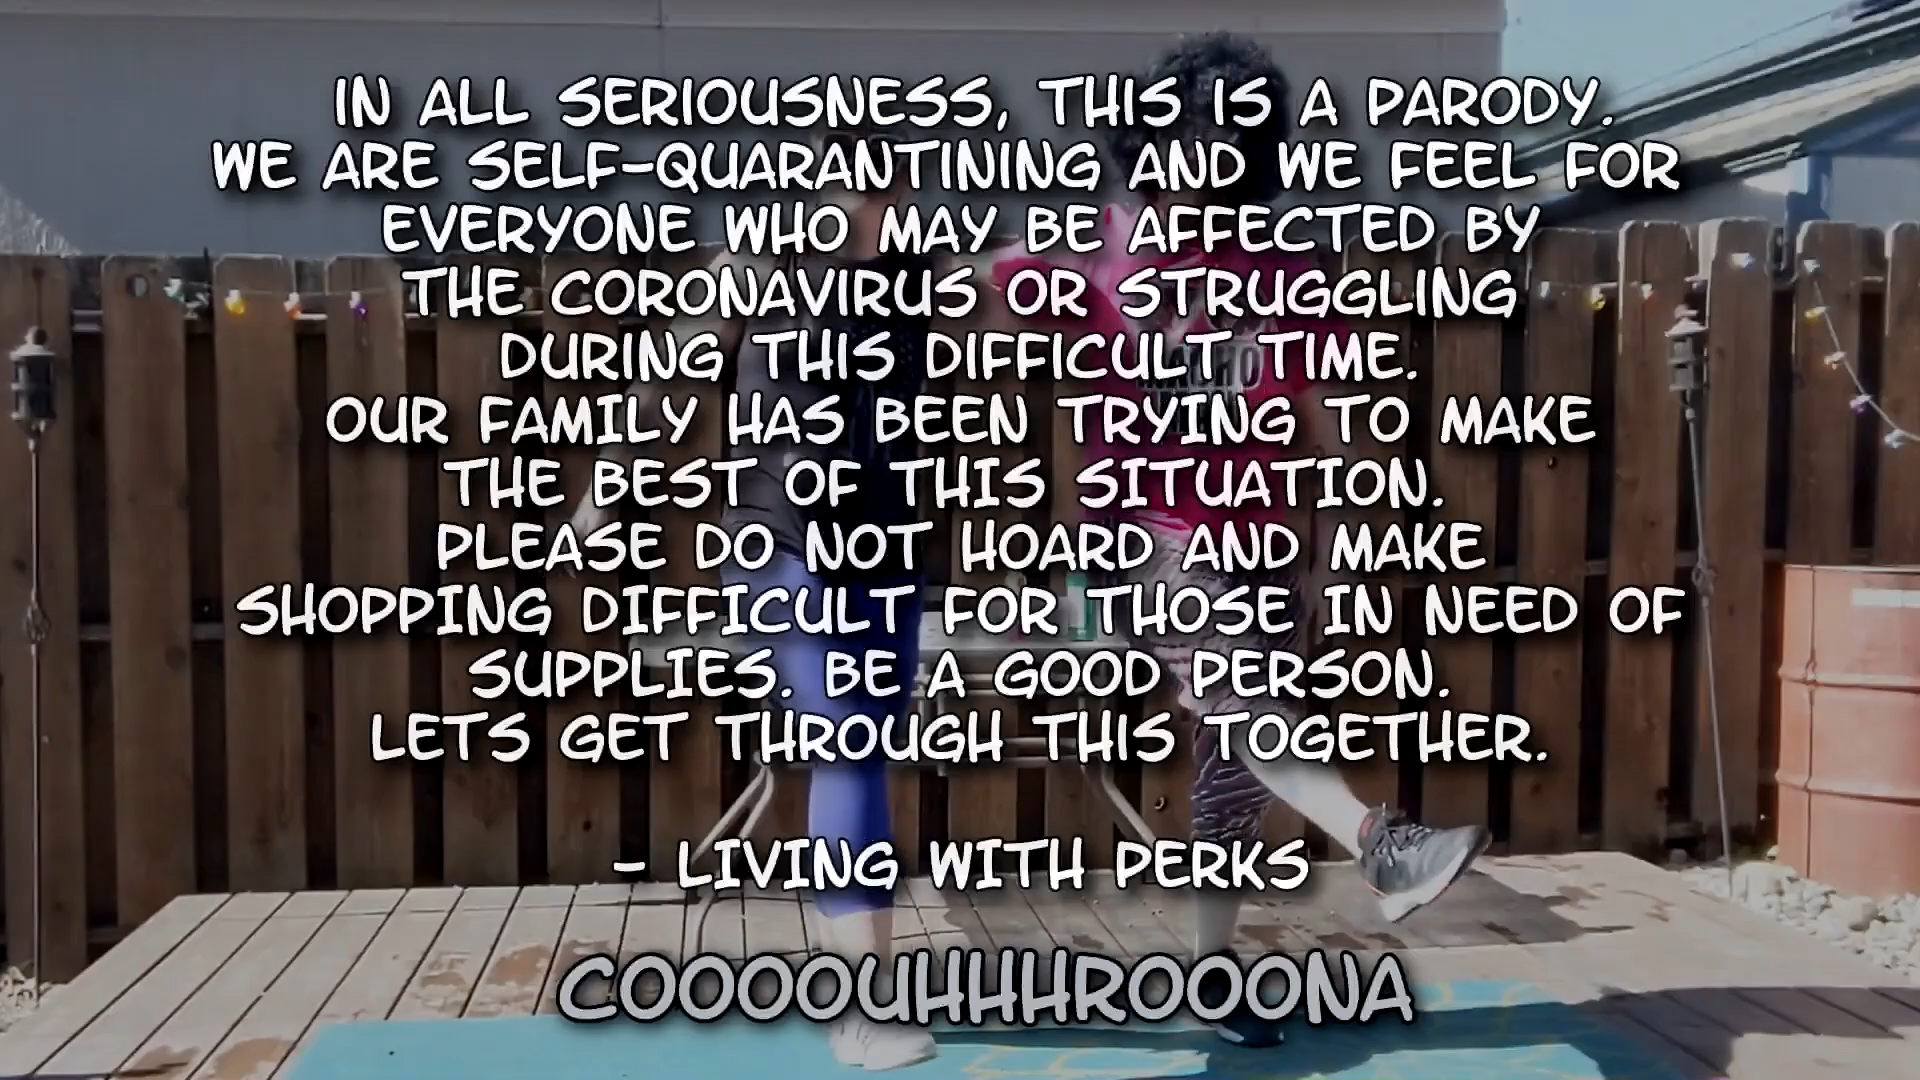 IN ALL SERIOUSNESS, THIS IS A PARODY.
WE ARE SELF-QUARANTINING AND WE FEEL FOR
EVERYONE WHO MAY BE AFFECTED BY
THE CORONAVIRUS OR STRUGGLING
DURING THIS DIFFICULT TIME.
OUR FAMILY HAS BEEN TRYING TO MAKE
THE BEST OF THIS SITUATION.
PLEASE DO NOT HOARD AND MAKE
SHOPPING DIFFICULT FOR THOSE IN NEED OF
SUPPLIES. BE A GOOD PERSON.
LETS GET THROUGH THIS TOGETHER.
- LIVING WITH PERKS
COOOOUHHHROOONA